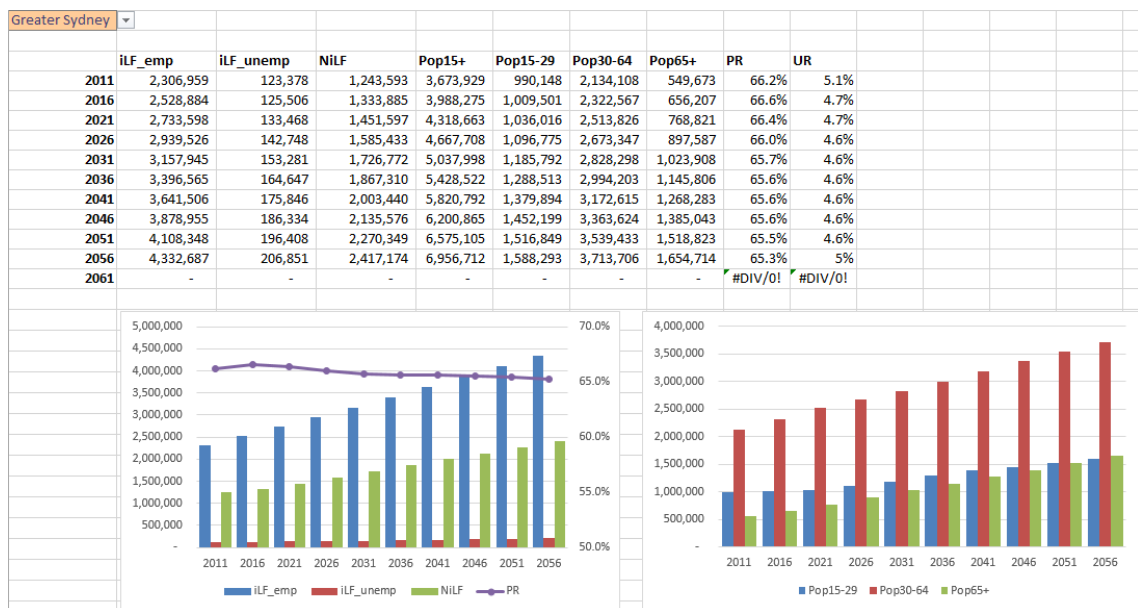 Greater Sydney
iLF_emp iLF_unemp NiLF Pop15+ Pop15-29 Pop30-64 Pop65+ PR UR
2011 2,306,959 123,378 1,243,593 3,673,929 990,148 2,134,108 549,673 66.2% 5.1%
2016 2,528,884 125,506 1,333,885 3,988,275 1,009,501 2,322,567 656,207 66.6% 4.7%
2021 2,733,598 133,468 1,451,597 4,318,663 1,036,016 2,513,826 768,821 66.4% 4.7%
2026 2,939,526 142,748 1,585,433 4,667,708 1,096,775 2,673,347 897,587 66.0% 4.6%
2031 3,157,945 153,281 1,726,772 5,037,998 1,185,792 2,828,298 1,023,908 65.7% 4.6%
2036 3,396,565 164,647 1,867,310 5,428,522 1,288,513 2,994,203 1,145,806 65.6% 4.6%
2041 3,641,506 175,846 2,003,440 5,820,792 1,379,894 3,172,615 1,268,283 65.6% 4.6%
2046 3,878,955 186,334 2,135,576 6,200,865 1,452,199 3,363,624 1,385,043 65.6% 4.6%
2051 4,108,348 196,408 2,270,349 6,575,105 1,516,849 3,539,433 1,518,823 65.5% 4.6%
2056 4,332,687 206,851 2,417,174 6,956,712 1,588,293 3,713,706 1,654,714 65.3% 5%
2061 - - - - - - - #DIV/0! #DIV/0!
5,000,000
4,500,000
4,000,000
3,500,000
3,000,000
2,500,000
2,000,000
1,500,000
1,000,000
500,000
-
70.0%
65.0%
60.0%
55.0%
50.0%
2011 2016 2021 2026 2031 2036 2041 2046 2051 2056
iLF_emp iLF_unemp NiLF PR
4,000,000
3,500,000
3,000,000
2,500,000
2,000,000
1,500,000
1,000,000
500,000
-
2011 2016 2021 2026 2031 2036 2041 2046 2051 2056
Pop15-29 Pop30-64 Pop65+